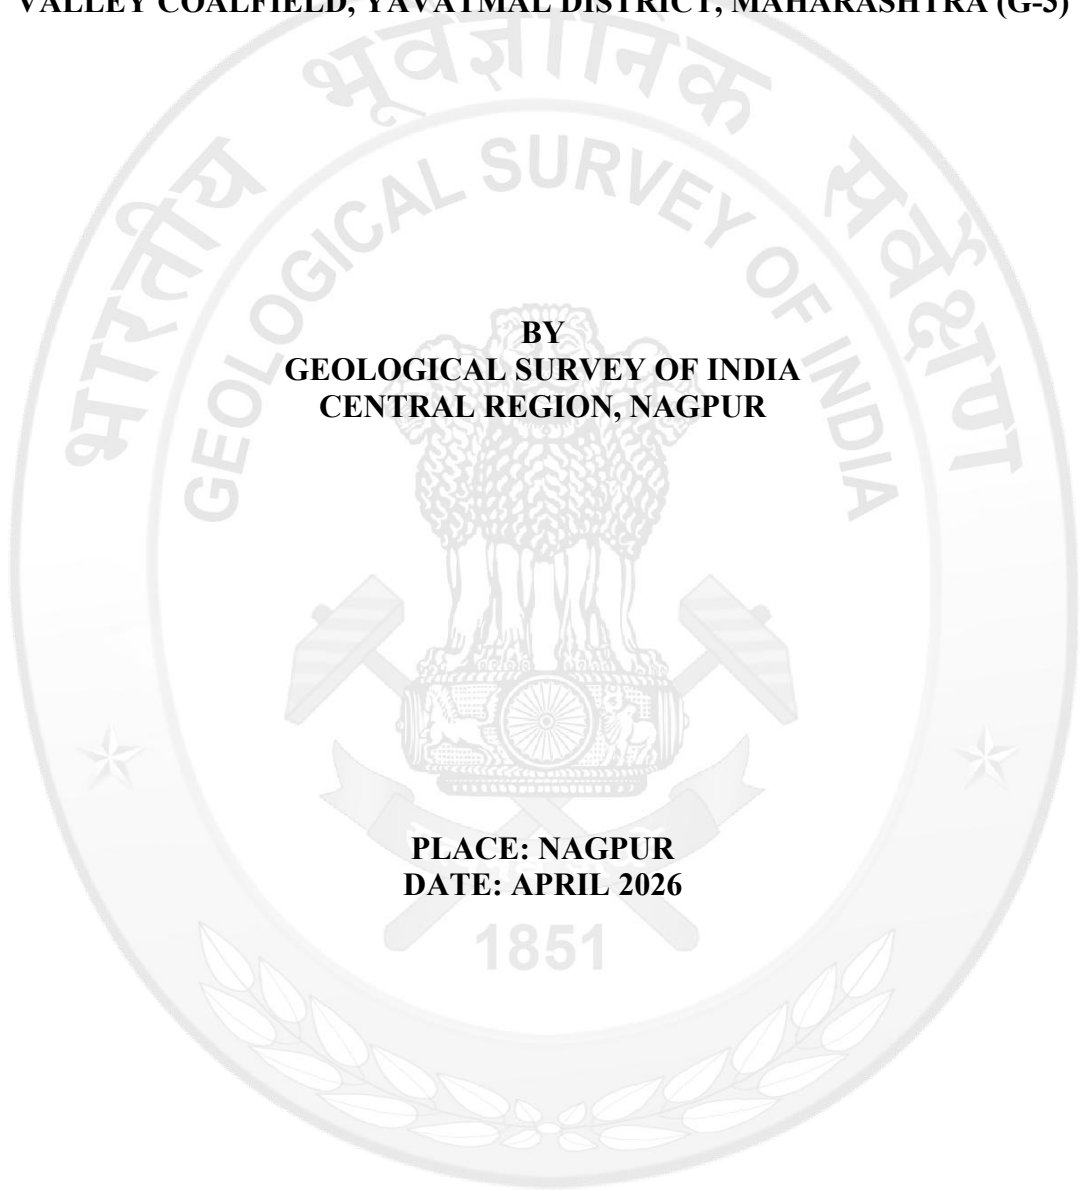 VALLEY COALFIELD, YAVATMAL DISTRICT, MAHARASHTRA (G-3)
भारतीय भूवैज्ञानिक सर्वेक्षण
GEOLOGICAL SURVEY OF INDIA
BY
GEOLOGICAL SURVEY OF INDIA
CENTRAL REGION, NAGPUR
PLACE: NAGPUR
DATE: APRIL 2026
1851